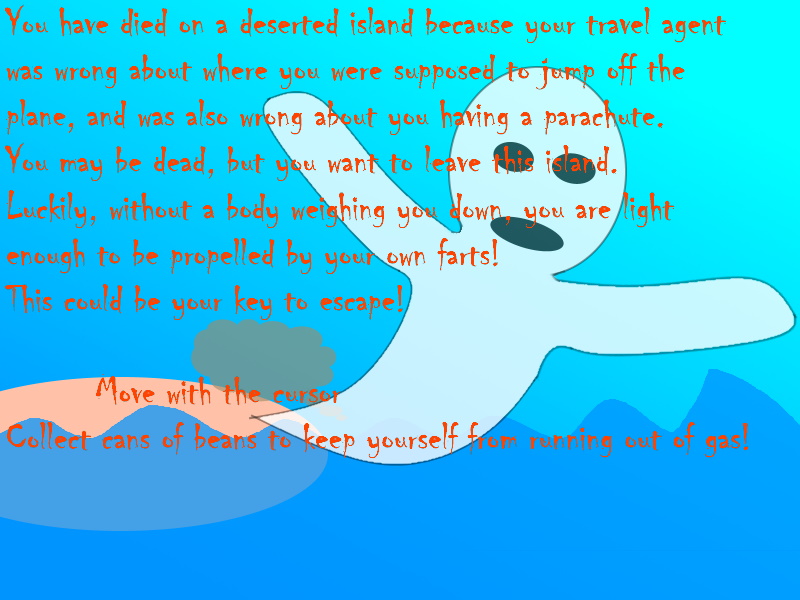 You have died on a deserted island because your travel agent
was wrong about where you were supposed to jump off the
plane, and was also wrong about you having a parachute.
You may be dead, but you want to leave this island.
Luckily, without a body weighing you down, you are light
enough to be propelled by your own farts!
This could be your key to escape!
Move with the cursor
Collect cans of beans to keep yourself from running out of gas!